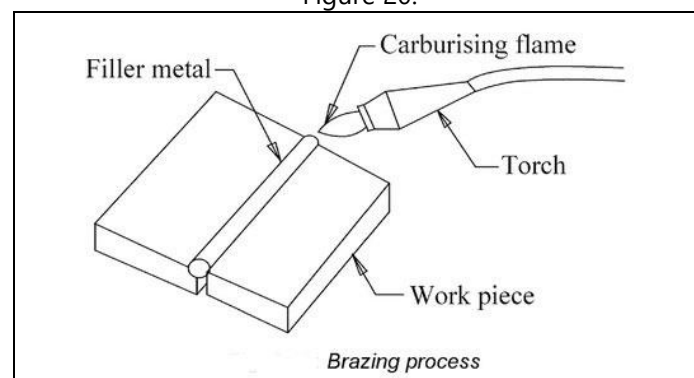 Figure 20.
Carburising flame
Filler metal
Torch
Work piece
Brazing process